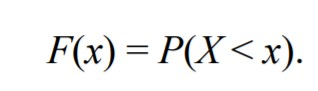 F(x) = P(X < x).